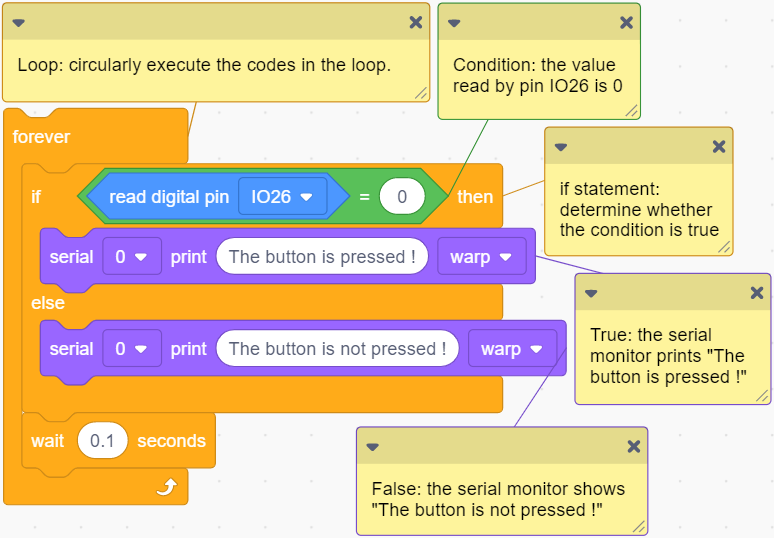 Loop: circularly execute the codes in the loop.
Condition: the value
read by pin IO26 is 0
forever
if read digital pin IO26 = 0 then
if statement:
determine whether
the condition is true
serial 0 print The button is pressed ! warp
else
serial 0 print The button is not pressed ! warp
True: the serial
monitor prints "The
button is pressed !"
wait 0.1 seconds
False: the serial monitor shows
"The button is not pressed !"